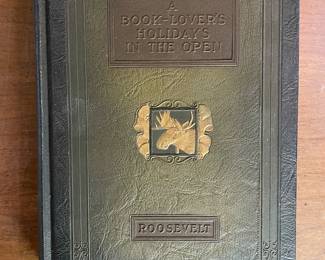 A
BOOK-LOVER'S
HOLIDAYS
IN THE OPEN
ROOSEVELT